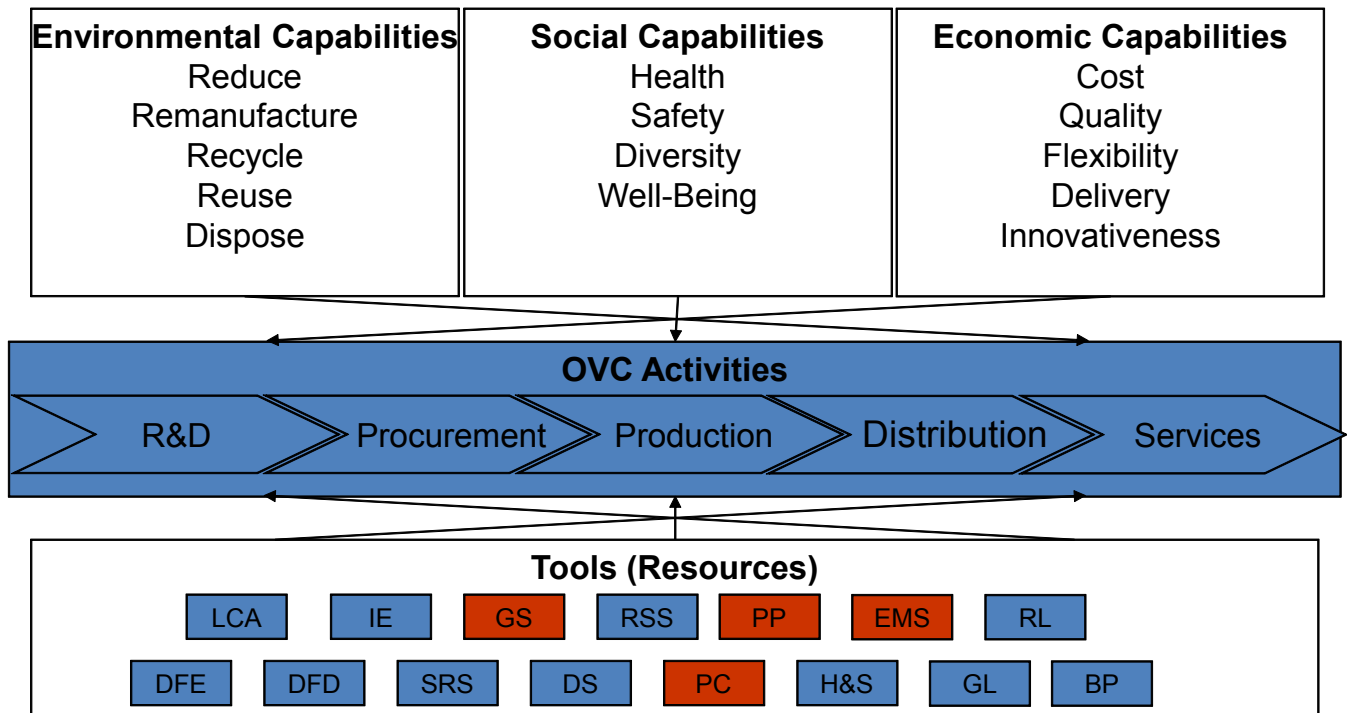 Environmental Capabilities
Reduce
Remanufacture
Recycle
Reuse
Dispose
Social Capabilities
Health
Safety
Diversity
Well-Being
Economic Capabilities
Cost
Quality
Flexibility
Delivery
Innovativeness
OVC Activities
R&D Procurement Production Distribution Services
Tools (Resources)
LCA IE GS RSS PP EMS RL
DFE DFD SRS DS PC H&S GL BP